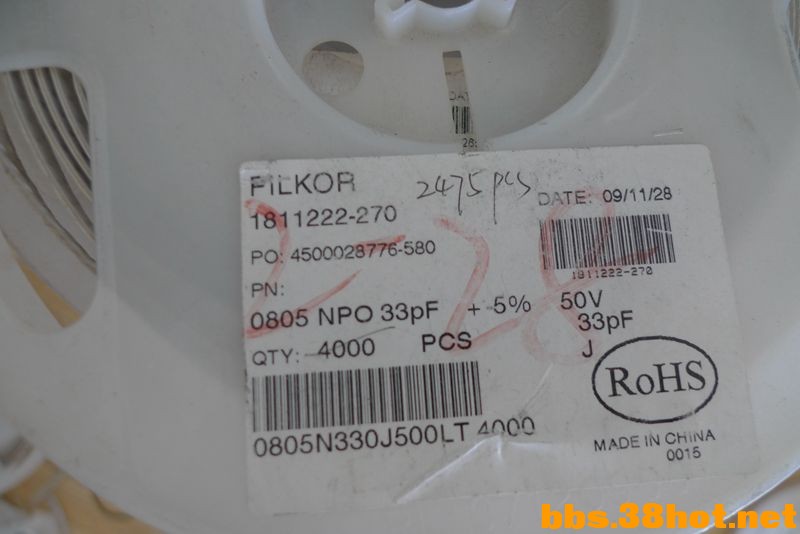 PILKOR
2475 pcs
DATE: 09/11/28
1811222-270
PO: 4500028776-580
1811222-270
PN:
0805 NPO 33pF + 5% 50V
33pF
QTY: 4000 PCS
J
RoHS
0805N330J500LT 4000
MADE IN CHINA
0015
bbs.38hot.net